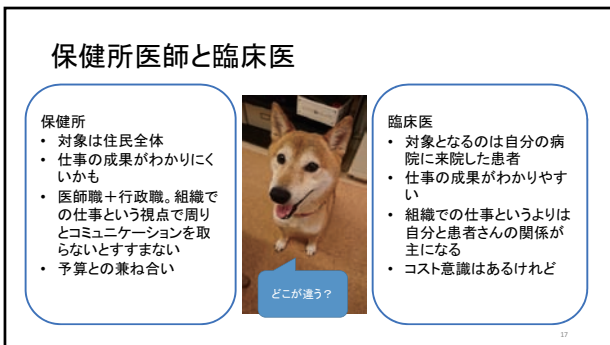 保健所医師と臨床医
保健所
• 対象は住民全体
• 仕事の成果がわかりにく
いかも
• 医師職＋行政職。組織で
の仕事という視点で周り
とコミュニケーションを取
らないとすすまない
• 予算との兼ね合い
どこが違う？
臨床医
• 対象となるのは自分の病
院に来院した患者
• 仕事の成果がわかりやす
い
• 組織での仕事というよりは
自分と患者さんの関係が
主になる
• コスト意識はあるけれど
17